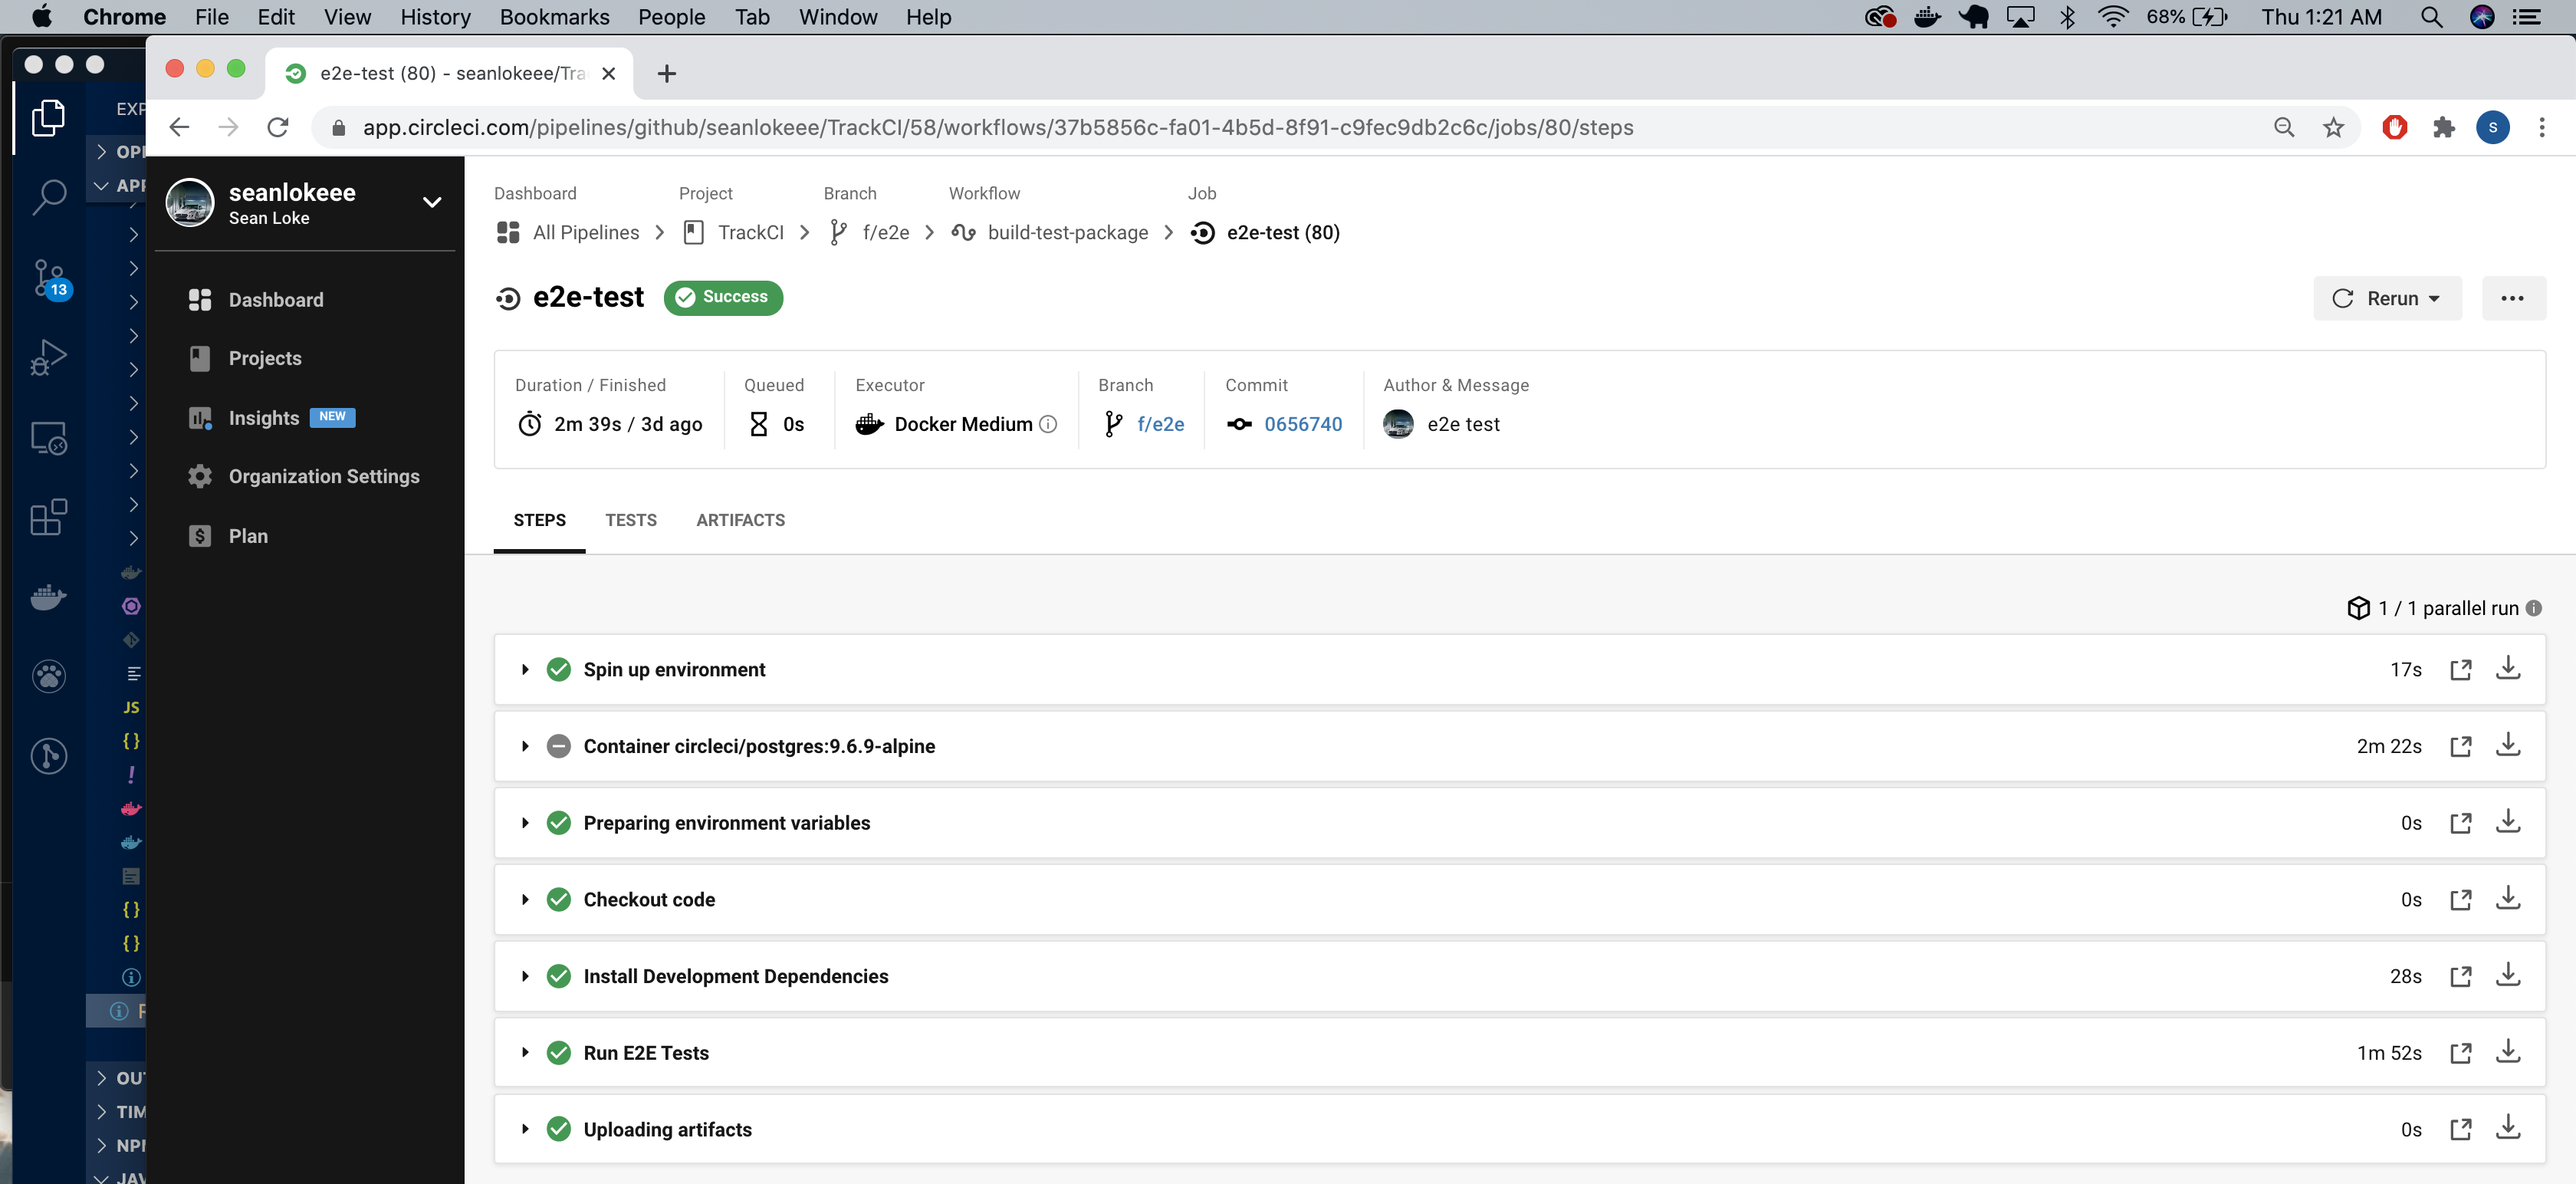 Chrome File Edit View History Bookmarks People Tab Window Help 68% Thu 1:21 AM
e2e-test (80) - seanlokeee/Tra
app.circleci.com/pipelines/github/seanlokeee/TrackCI/58/workflows/37b5856c-fa01-4b5d-8f91-c9fec9db2c6c/jobs/80/steps
S
EXP
OPE
APP
13
JS
{ }
!
{ }
{ }
OUT
TIM
NPM
JAV
seanlokeee
Sean Loke
Dashboard
Projects
Insights NEW
Organization Settings
Plan
Dashboard Project Branch Workflow Job
All Pipelines TrackCI f/e2e build-test-package e2e-test (80)
e2e-test Success
Rerun
Duration / Finished Queued Executor Branch Commit Author & Message
2m 39s / 3d ago 0s Docker Medium f/e2e 0656740 e2e test
STEPS TESTS ARTIFACTS
1 / 1 parallel run
Spin up environment 17s
Container circleci/postgres:9.6.9-alpine 2m 22s
Preparing environment variables 0s
Checkout code 0s
Install Development Dependencies 28s
Run E2E Tests 1m 52s
Uploading artifacts 0s